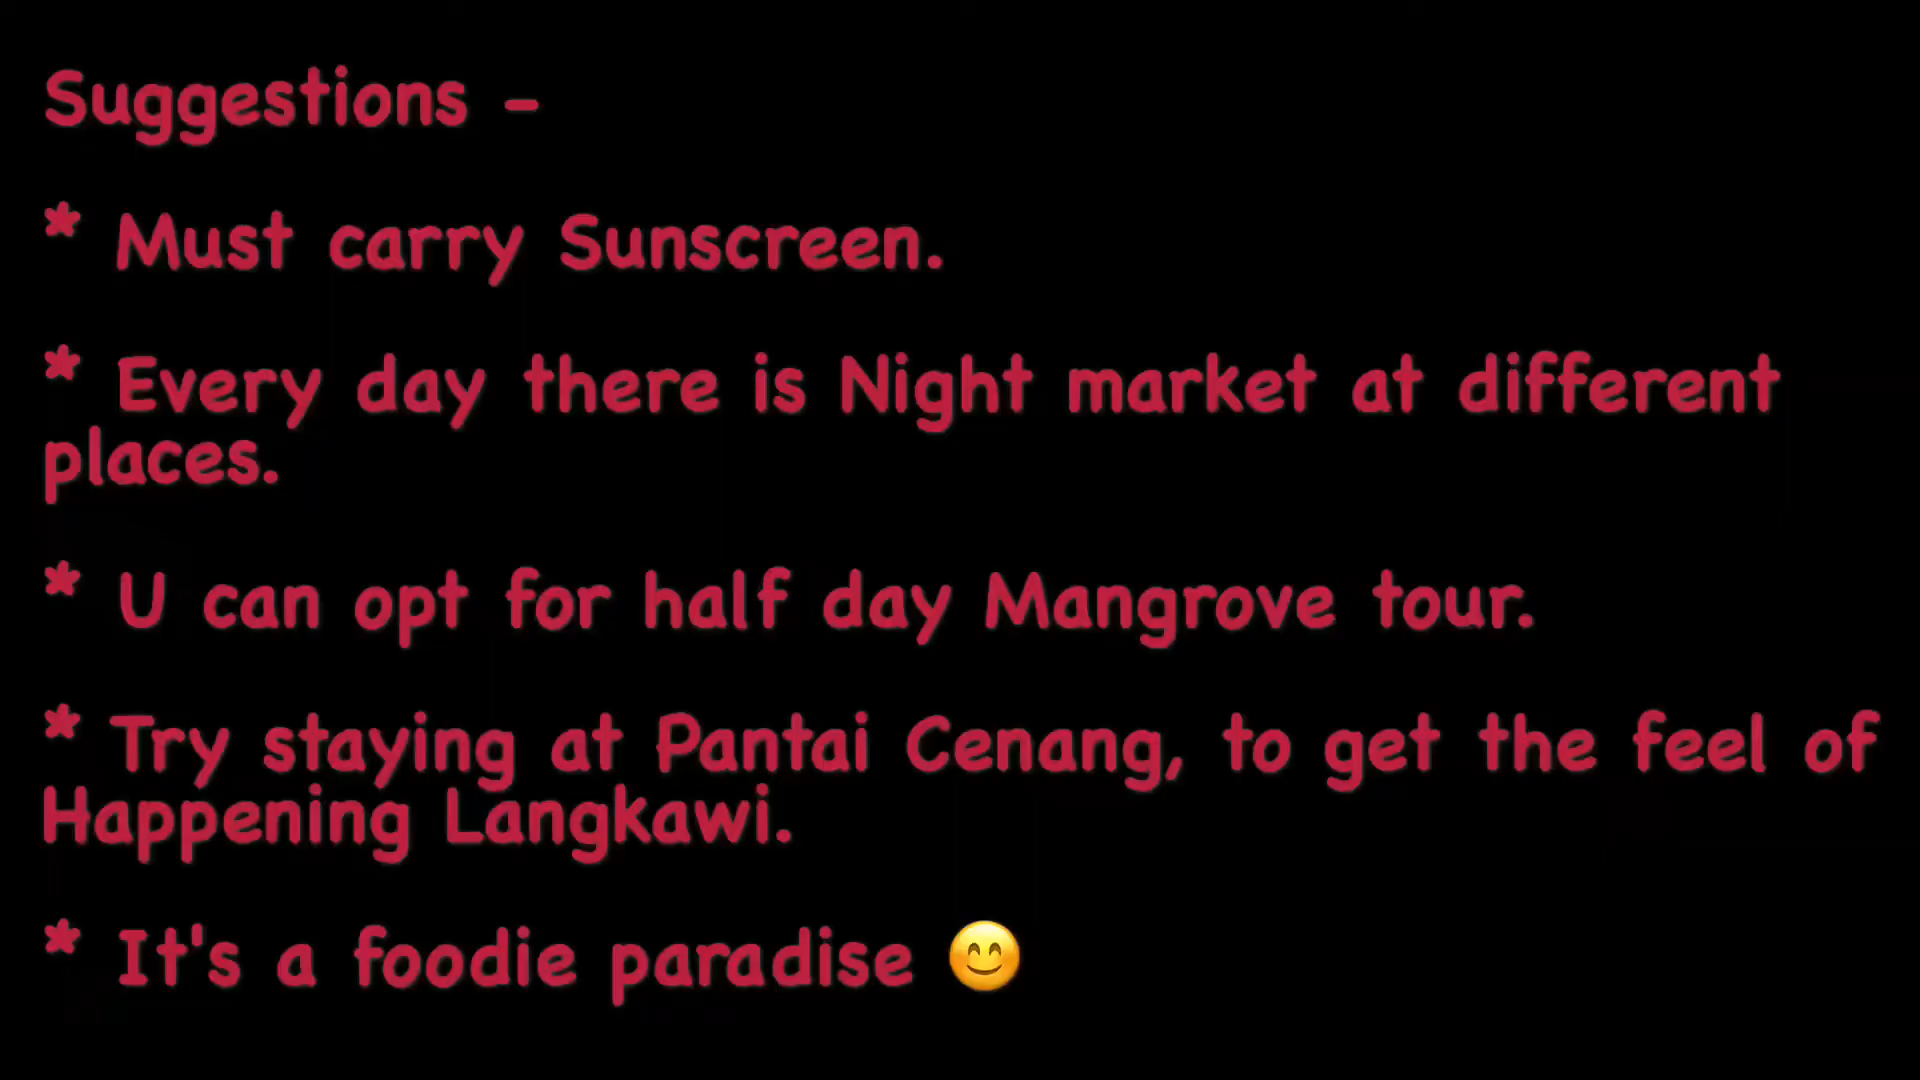 Suggestions -
* Must carry Sunscreen.
* Every day there is Night market at different
places.
* U can opt for half day Mangrove tour.
* Try staying at Pantai Cenang, to get the feel of
Happening Langkawi.
* It's a foodie paradise 😊